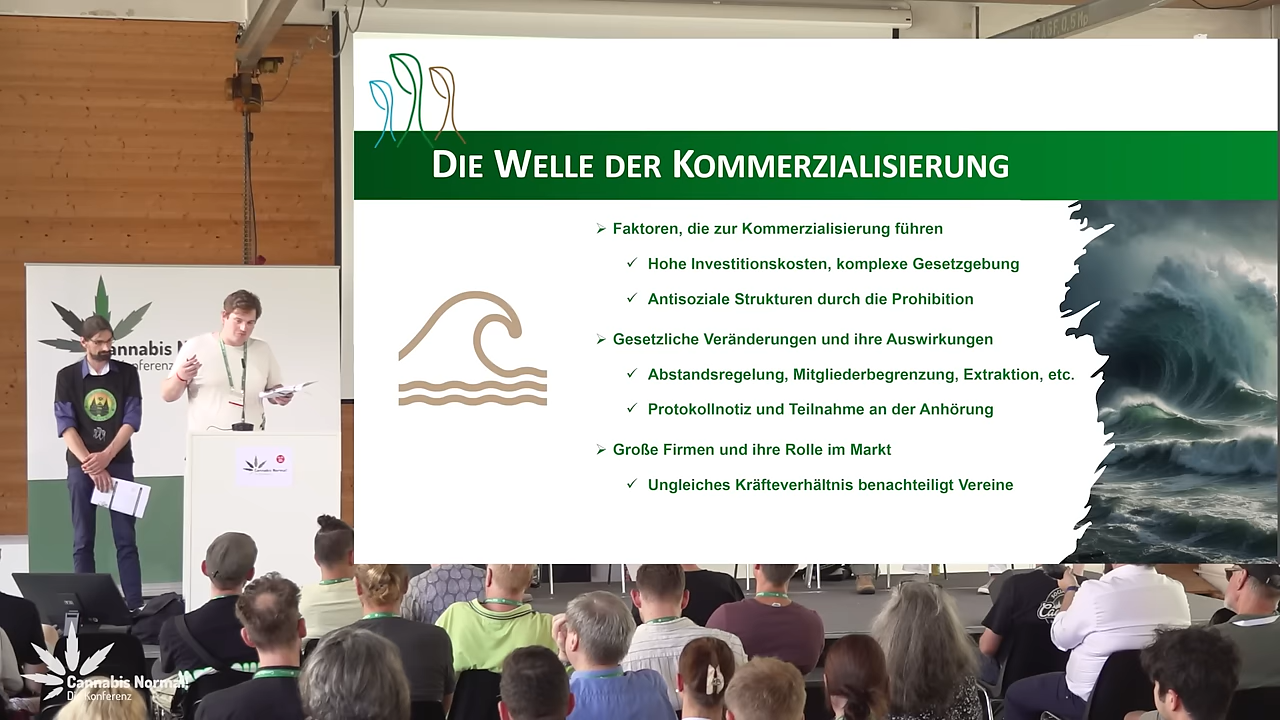 DIE WELLE DER KOMMERZIALISIERUNG
Faktoren, die zur Kommerzialisierung führen
Hohe Investitionskosten, komplexe Gesetzgebung
Antisoziale Strukturen durch die Prohibition
Gesetzliche Veränderungen und ihre Auswirkungen
Abstandsregelung, Mitgliederbegrenzung, Extraktion, etc.
Protokollnotiz und Teilnahme an der Anhörung
Große Firmen und ihre Rolle im Markt
Ungleiches Kräfteverhältnis benachteiligt Vereine
Cannabis Normal
Cannabis Normal!
Die Konferenz